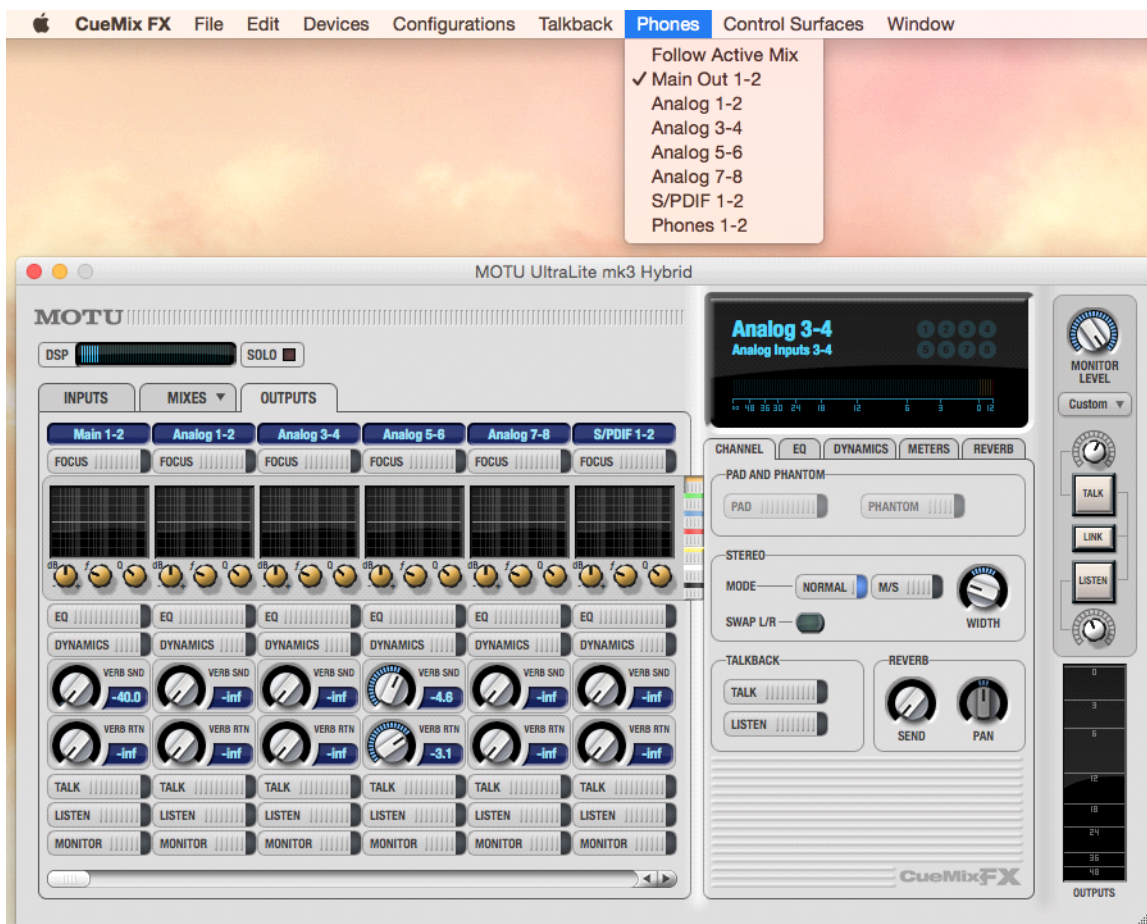 CueMix FX File Edit Devices Configurations Talkback Phones Control Surfaces Window
Follow Active Mix
✓ Main Out 1-2
Analog 1-2
Analog 3-4
Analog 5-6
Analog 7-8
S/PDIF 1-2
Phones 1-2
MOTU UltraLite mk3 Hybrid
MOTU
DSP SOLO
INPUTS MIXES ▼ OUTPUTS
Main 1-2 Analog 1-2 Analog 3-4 Analog 5-6 Analog 7-8 S/PDIF 1-2
FOCUS FOCUS FOCUS FOCUS FOCUS FOCUS
dB f Q dB f Q dB f Q dB f Q dB f Q dB f Q
EQ EQ EQ EQ EQ EQ
DYNAMICS DYNAMICS DYNAMICS DYNAMICS DYNAMICS DYNAMICS
VERB SND VERB SND VERB SND VERB SND VERB SND VERB SND
-40.0 -inf -inf -4.6 -inf -inf
VERB RTN VERB RTN VERB RTN VERB RTN VERB RTN VERB RTN
-inf -inf -inf -3.1 -inf -inf
TALK TALK TALK TALK TALK TALK
LISTEN LISTEN LISTEN LISTEN LISTEN LISTEN
MONITOR MONITOR MONITOR MONITOR MONITOR MONITOR
Analog 3-4
Analog Inputs 3-4
1 2 3 4
5 6 7 8
∞ 48 36 30 24 18 12 6 3 0 12
CHANNEL EQ DYNAMICS METERS REVERB
PAD AND PHANTOM
PAD PHANTOM
STEREO
MODE NORMAL M/S
SWAP L/R WIDTH
TALKBACK REVERB
TALK
LISTEN
SEND PAN
CueMix FX
MONITOR
LEVEL
Custom ▼
TALK
LINK
LISTEN
0
3
6
12
18
24
36
48
OUTPUTS